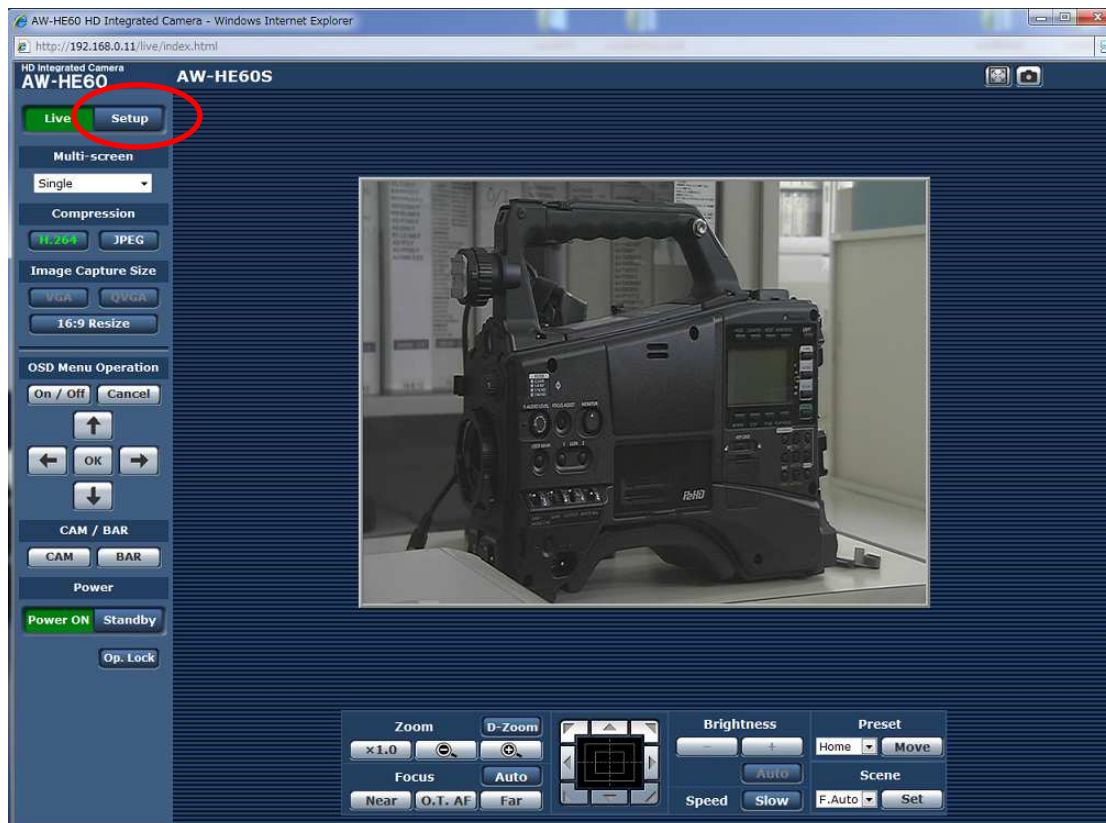 AW-HE60 HD Integrated Camera - Windows Internet Explorer
http://192.168.0.11/live/index.html
HD Integrated Camera
AW-HE60
AW-HE60S
Live Setup
Multi-screen
Single
Compression
H.264 JPEG
Image Capture Size
VGA QVGA
16:9 Resize
OSD Menu Operation
On / Off Cancel
OK
CAM / BAR
CAM BAR
Power
Power ON Standby
Op. Lock
P2HD
Zoom D-Zoom
×1.0
Focus Auto
Near O.T. AF Far
Brightness
- +
Auto
Speed Slow
Preset
Home Move
Scene
F.Auto Set